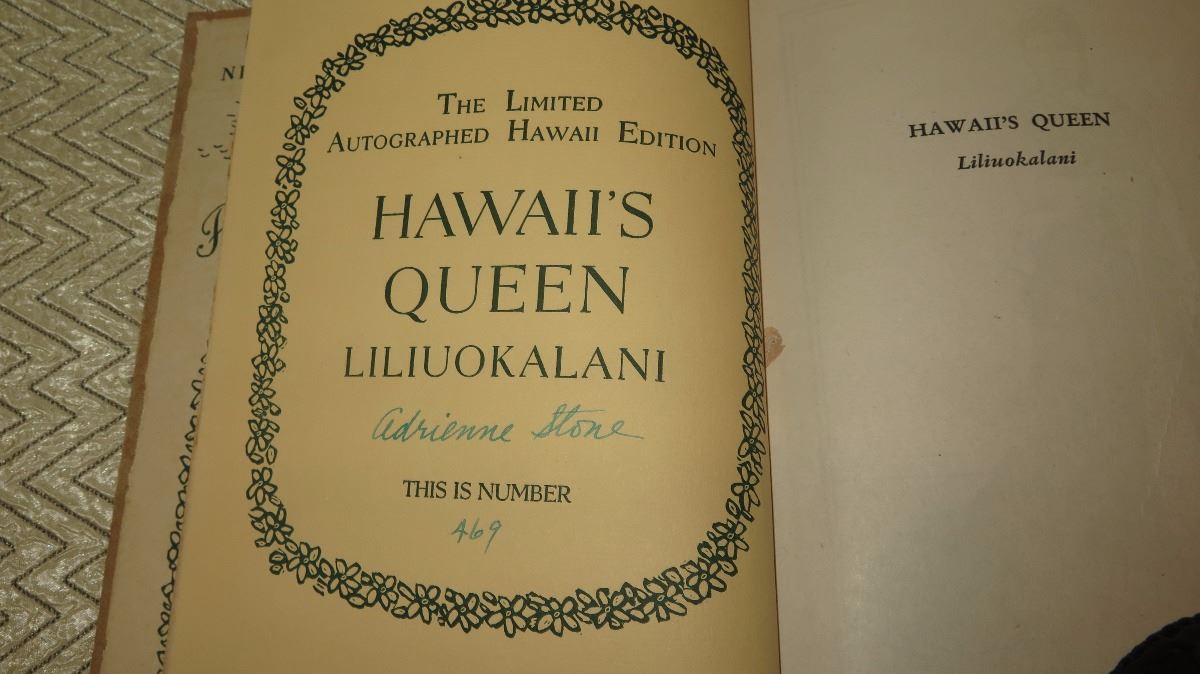 THE LIMITED
AUTOGRAPHED HAWAII EDITION
HAWAII'S
QUEEN
LILIUOKALANI
Adrienne Stone
THIS IS NUMBER
469
HAWAII'S QUEEN
Liliuokalani